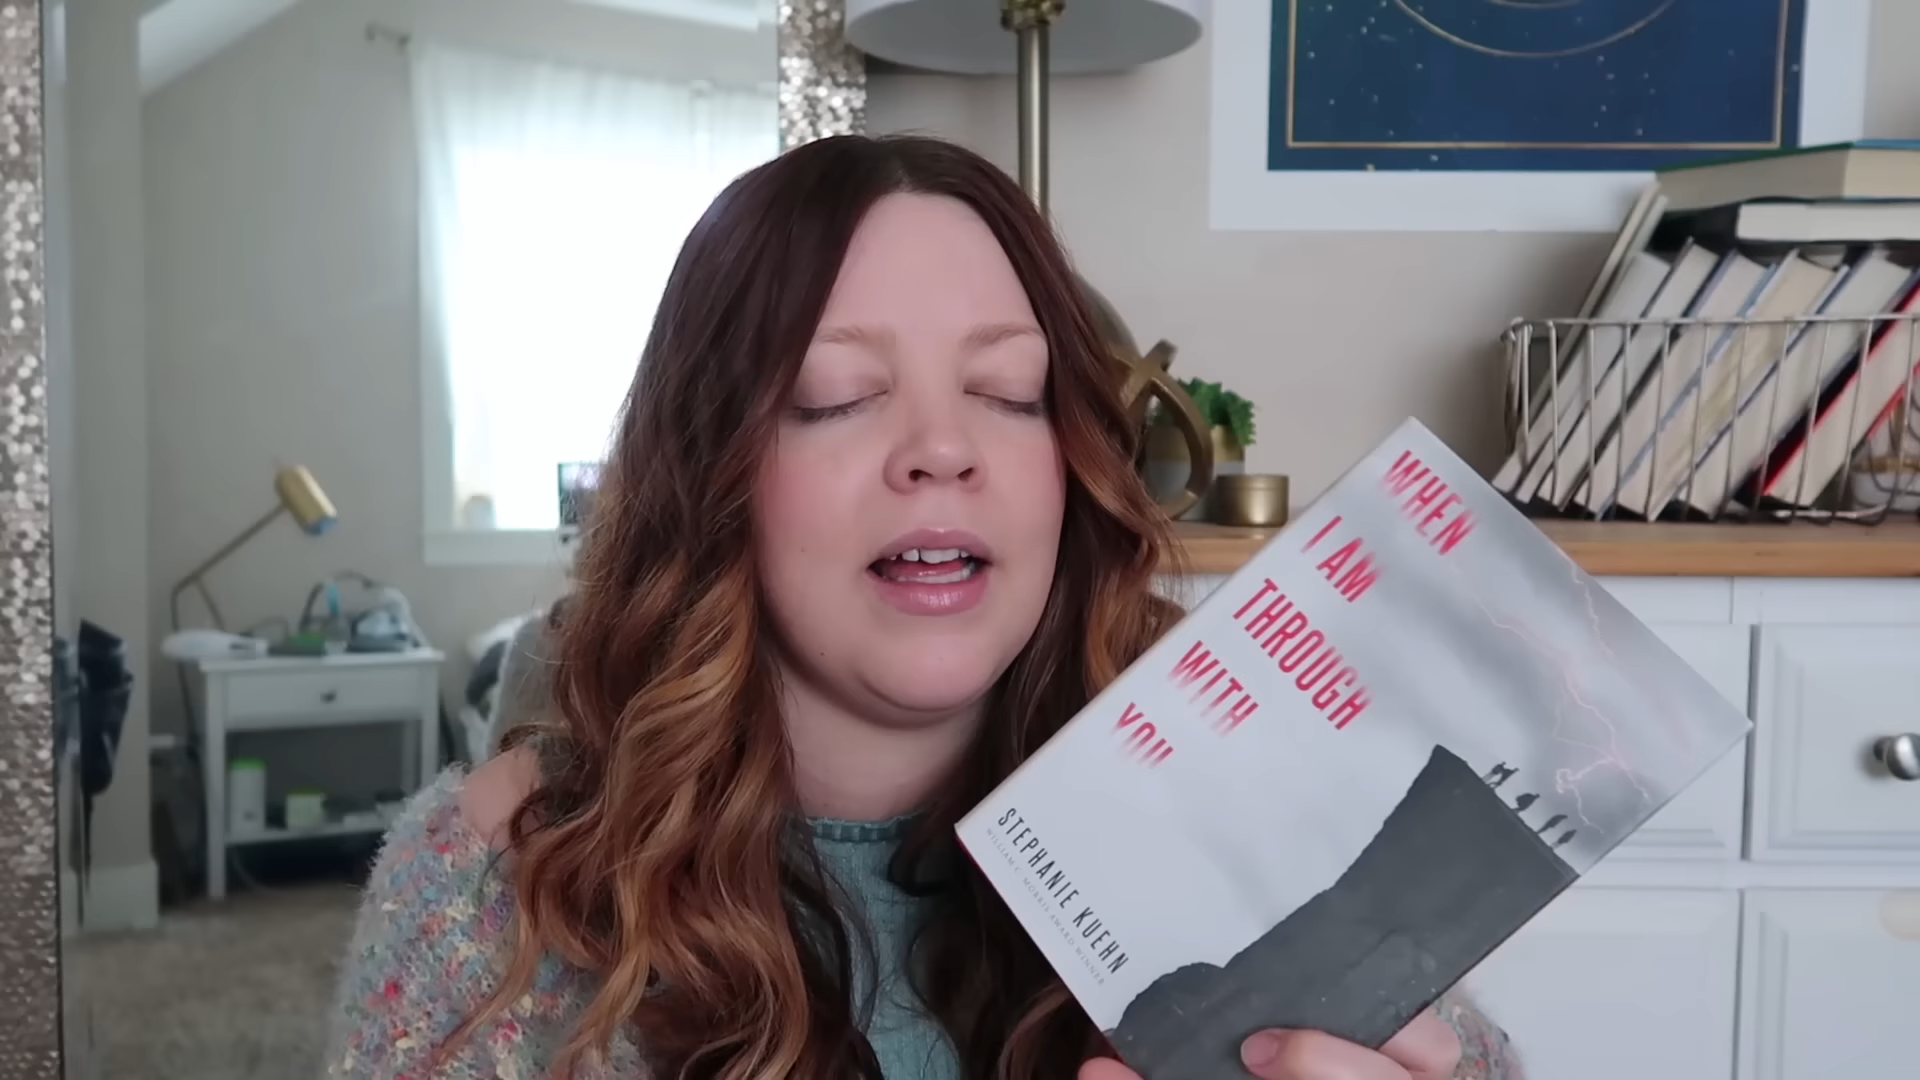 WHEN
I AM
THROUGH
WITH
YOU
STEPHANIE KUEHN
WILLIAM C. MORRIS AWARD WINNER